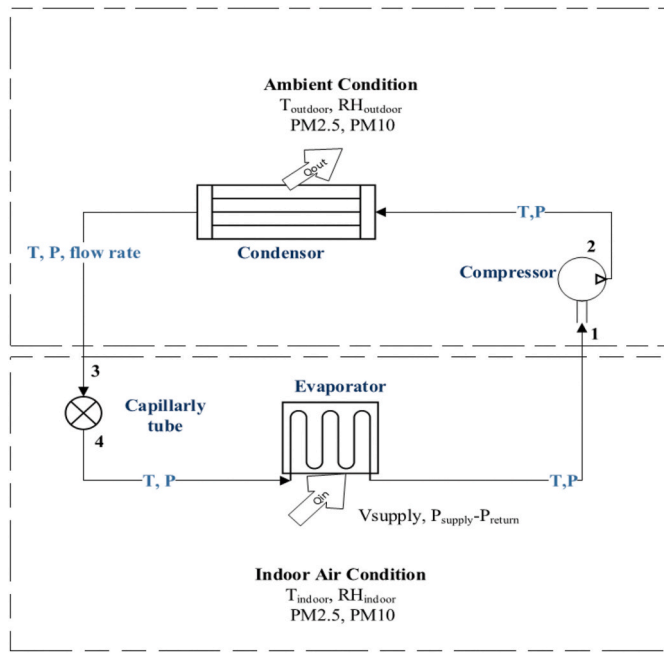 Ambient Condition
Toutdoor, RHoutdoor
PM2.5, PM10
Qout
T,P
2
Condensor
Compressor
T, P, flow rate
1
3
Evaporator
Capillarly
tube
4
T, P
T,P
Qin
Vsupply, Psupply-Preturn
Indoor Air Condition
Tindoor, RHindoor
PM2.5, PM10